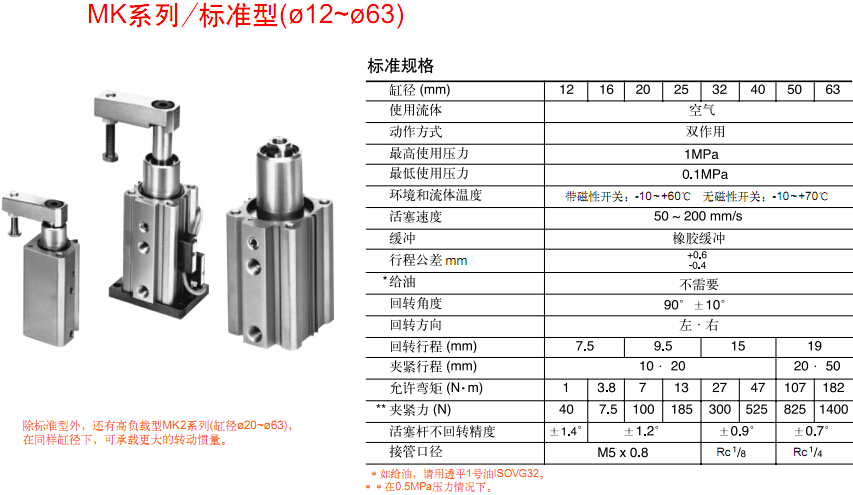 MK系列/标准型(ø12~ø63)
标准规格
缸径 (mm) 12 16 20 25 32 40 50 63
使用流体 空气
动作方式 双作用
最高使用压力 1MPa
最低使用压力 0.1MPa
环境和流体温度 带磁性开关：-10~+60℃ 无磁性开关：-10~+70℃
活塞速度 50 ~ 200 mm/s
缓冲 橡胶缓冲
行程公差 mm +0.6 -0.4
*给油 不需要
回转角度 90° ±10°
回转方向 左·右
回转行程 (mm) 7.5 9.5 15 19
夹紧行程 (mm) 10 · 20 20 · 50
允许弯矩 (N·m) 1 3.8 7 13 27 47 107 182
**夹紧力 (N) 40 7.5 100 185 300 525 825 1400
活塞杆不回转精度 ±1.4° ±1.2° ±0.9° ±0.7°
接管口径 M5 x 0.8 Rc1/8 Rc1/4
除标准型外，还有高负载型MK2系列(缸径ø20~ø63)，
在同样缸径下，可承载更大的转动惯量。
*如给油，请用透平1号油ISOVG32。
**在0.5MPa压力情况下。